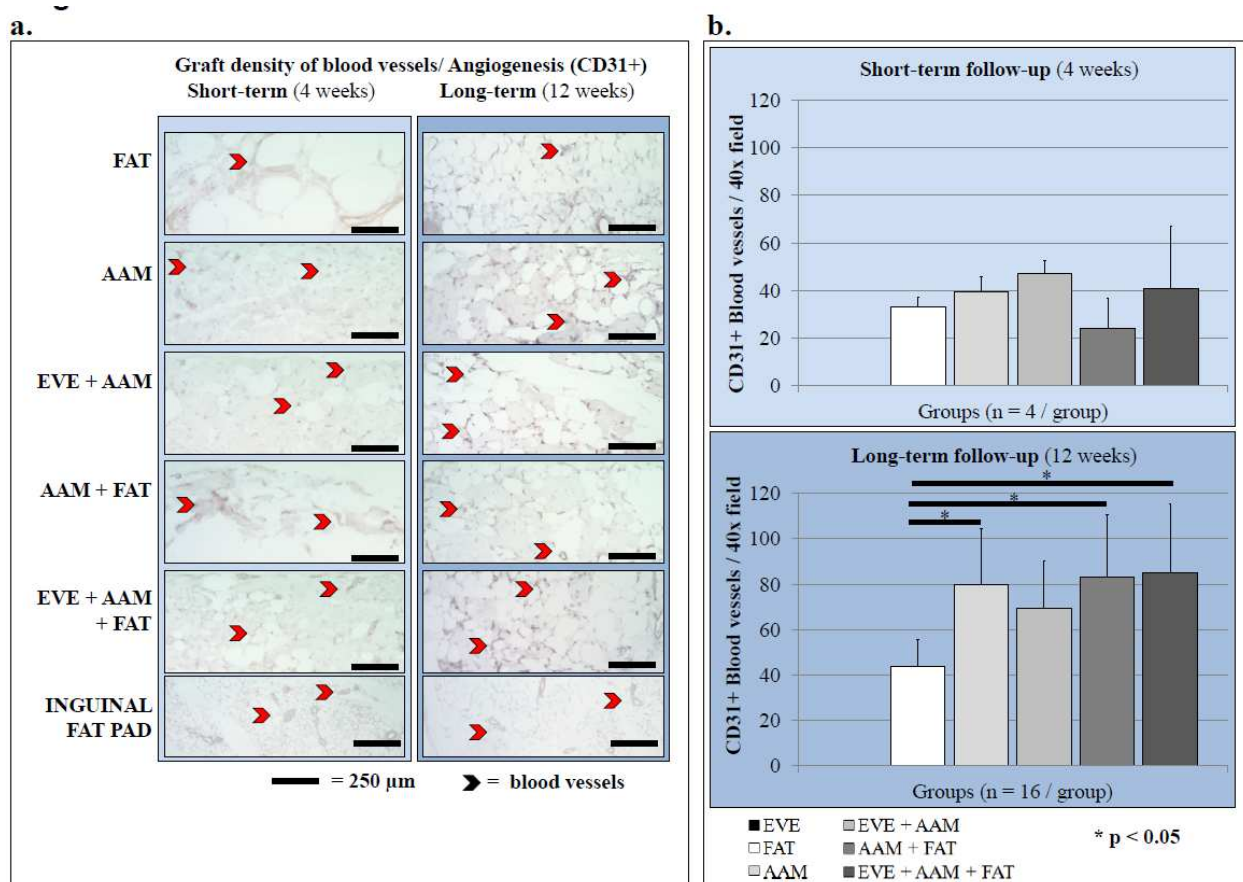 a.
Graft density of blood vessels/ Angiogenesis (CD31+)
Short-term (4 weeks) Long-term (12 weeks)
FAT
AAM
EVE + AAM
AAM + FAT
EVE + AAM
+ FAT
INGUINAL
FAT PAD
= 250 µm = blood vessels
b.
Short-term follow-up (4 weeks)
CD31+ Blood vessels / 40x field
120
100
80
60
40
20
0
Groups (n = 4 / group)
Long-term follow-up (12 weeks)
CD31+ Blood vessels / 40x field
120
100
80
60
40
20
0
*
*
*
Groups (n = 16 / group)
EVE EVE + AAM
FAT AAM + FAT
AAM EVE + AAM + FAT
* p < 0.05